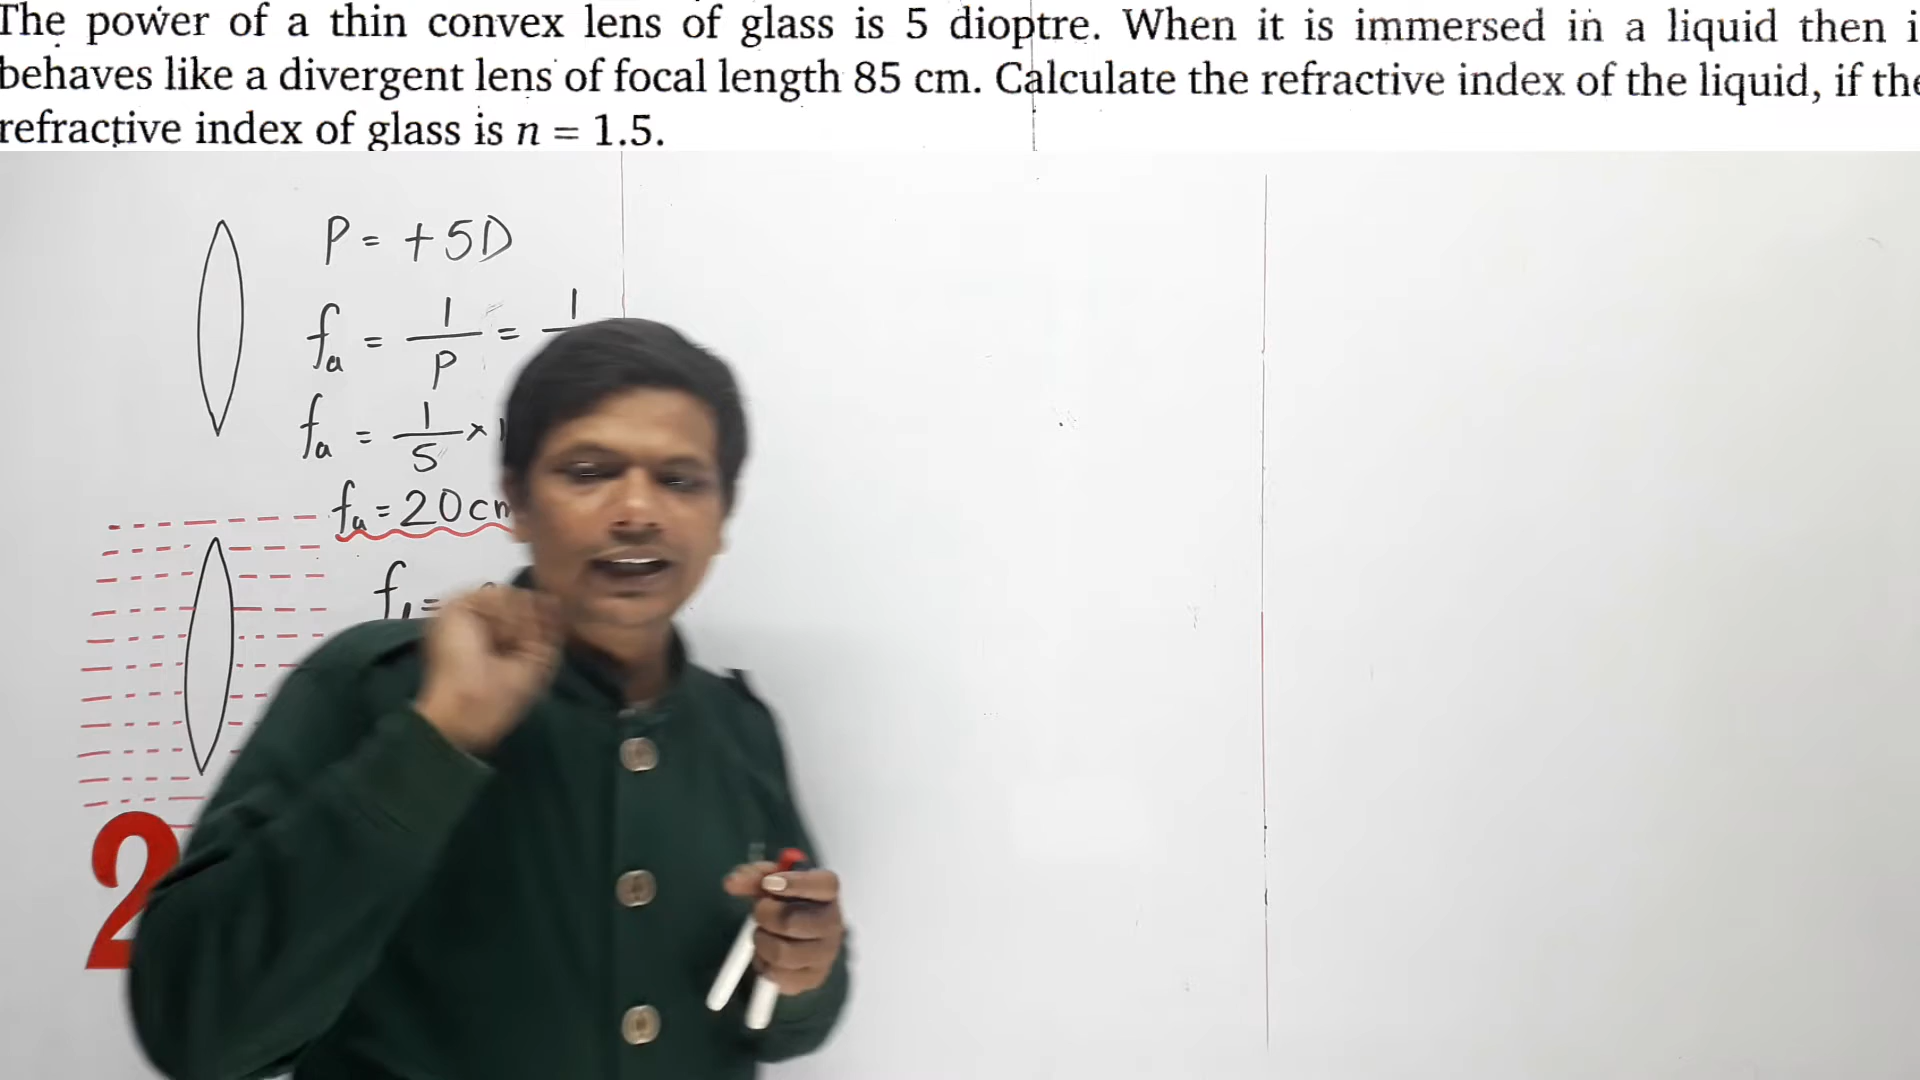 The power of a thin convex lens of glass is 5 dioptre. When it is immersed in a liquid then i
behaves like a divergent lens of focal length 85 cm. Calculate the refractive index of the liquid, if the
refractive index of glass is n = 1.5.
P = +5D
fa = 1/P = 1
fa = 1/5 ×
fa = 20cm
f =
2